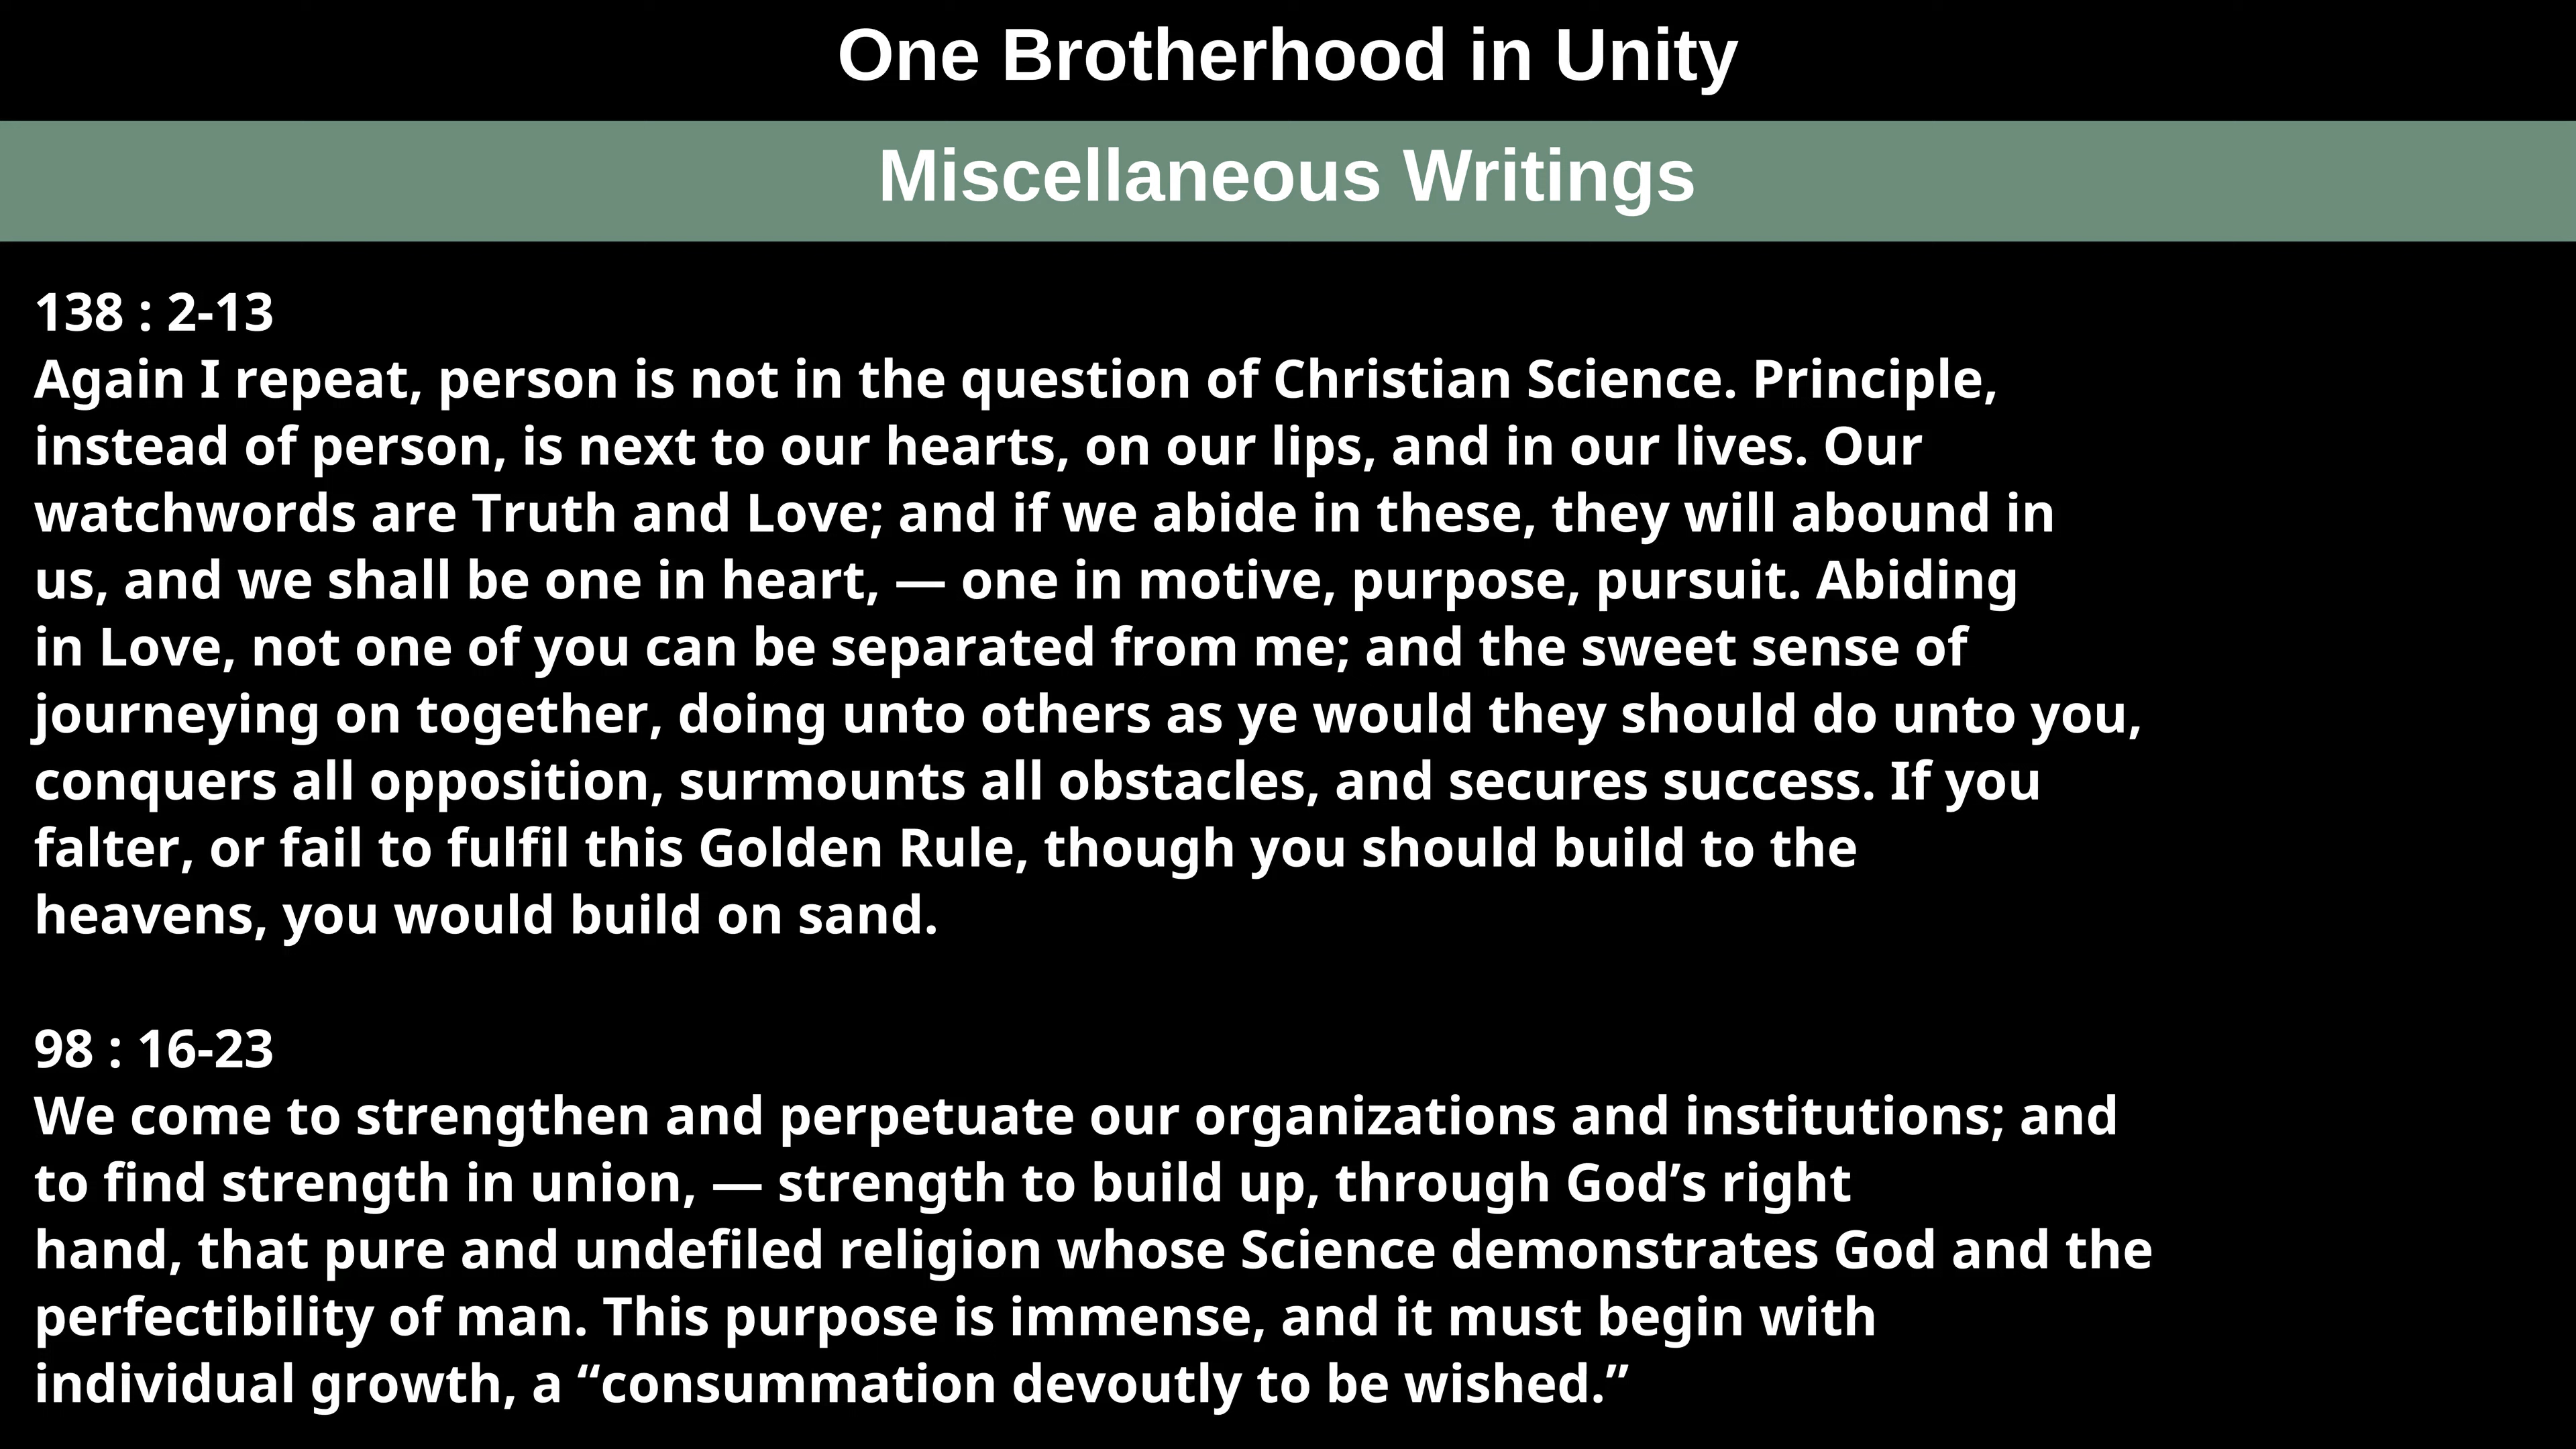 One Brotherhood in Unity
Miscellaneous Writings
138 : 2-13
Again I repeat, person is not in the question of Christian Science. Principle,
instead of person, is next to our hearts, on our lips, and in our lives. Our
watchwords are Truth and Love; and if we abide in these, they will abound in
us, and we shall be one in heart, — one in motive, purpose, pursuit. Abiding
in Love, not one of you can be separated from me; and the sweet sense of
journeying on together, doing unto others as ye would they should do unto you,
conquers all opposition, surmounts all obstacles, and secures success. If you
falter, or fail to fulfil this Golden Rule, though you should build to the
heavens, you would build on sand.
98 : 16-23
We come to strengthen and perpetuate our organizations and institutions; and
to find strength in union, — strength to build up, through God’s right
hand, that pure and undefiled religion whose Science demonstrates God and the
perfectibility of man. This purpose is immense, and it must begin with
individual growth, a “consummation devoutly to be wished.”